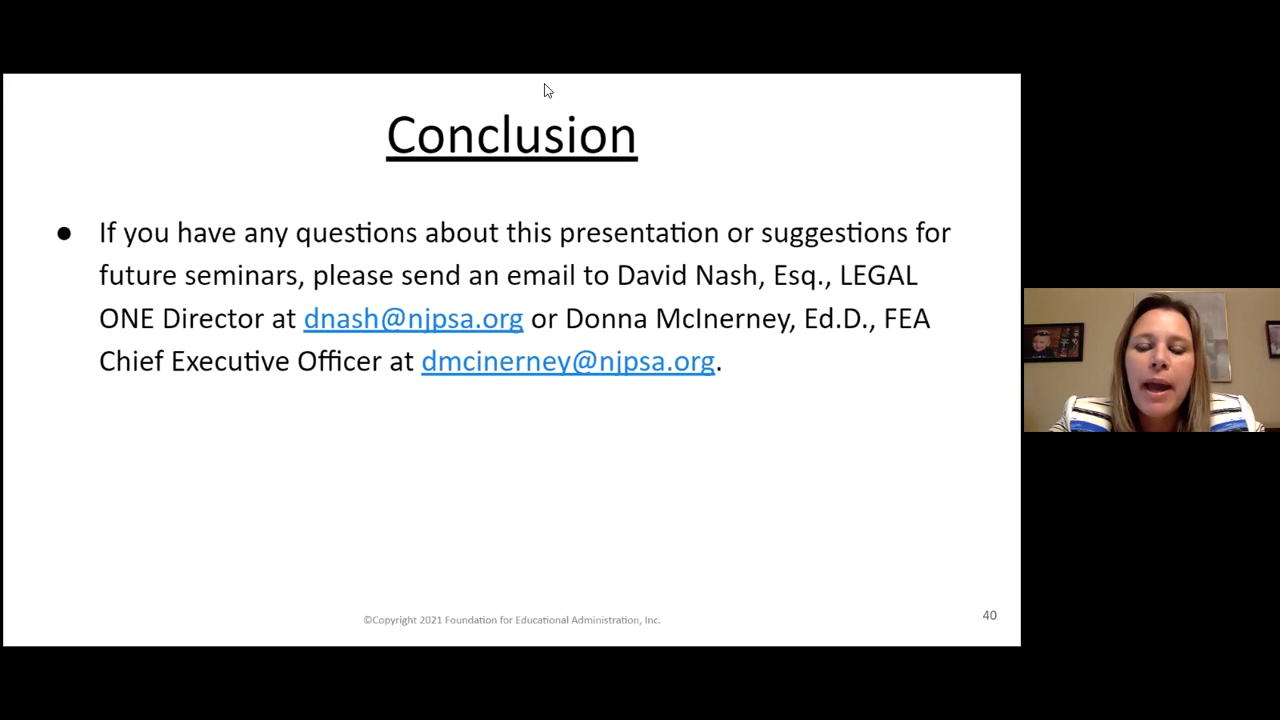 Conclusion
● If you have any questions about this presentation or suggestions for
future seminars, please send an email to David Nash, Esq., LEGAL
ONE Director at dnash@njpsa.org or Donna McInerney, Ed.D., FEA
Chief Executive Officer at dmcinerney@njpsa.org.
©Copyright 2021 Foundation for Educational Administration, Inc.
40